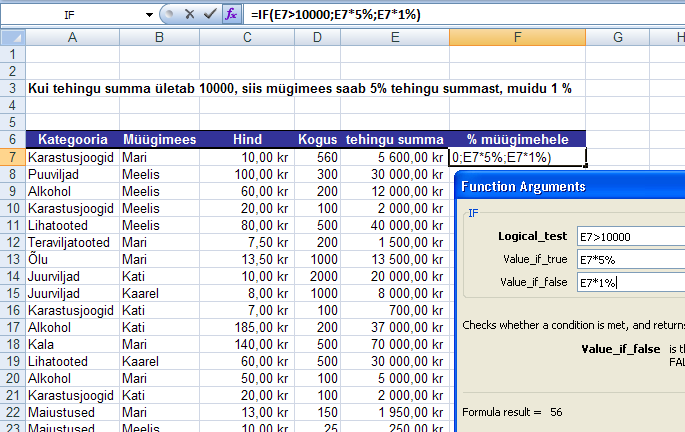 IF =IF(E7>10000;E7*5%;E7*1%)
A B C D E F G H
1
2
3 Kui tehingu summa ületab 10000, siis mügimees saab 5% tehingu summast, muidu 1 %
4
5
6 Kategooria Müügimees Hind Kogus tehingu summa % müügimehele
7 Karastusjoogid Mari 10,00 kr 560 5 600,00 kr 0;E7*5%;E7*1%)
8 Puuviljad Meelis 100,00 kr 300 30 000,00 kr
9 Alkohol Meelis 60,00 kr 200 12 000,00 kr
10 Karastusjoogid Meelis 20,00 kr 100 2 000,00 kr
11 Lihatooted Meelis 80,00 kr 500 40 000,00 kr
12 Teraviljatooted Mari 7,50 kr 200 1 500,00 kr
13 Õlu Mari 13,50 kr 1000 13 500,00 kr
14 Juurviljad Kati 10,00 kr 2000 20 000,00 kr
15 Juurviljad Kaarel 8,00 kr 1000 8 000,00 kr
16 Karastusjoogid Kati 7,00 kr 100 700,00 kr
17 Alkohol Kati 185,00 kr 200 37 000,00 kr
18 Kala Mari 140,00 kr 500 70 000,00 kr
19 Lihatooted Kaarel 60,00 kr 500 30 000,00 kr
20 Alkohol Mari 50,00 kr 100 5 000,00 kr
21 Karastusjoogid Kati 20,00 kr 100 2 000,00 kr
22 Maiustused Mari 13,00 kr 150 1 950,00 kr
23 Maiustused Meelis 10,00 kr 25 250,00 kr
Function Arguments
IF
Logical_test E7>10000
Value_if_true E7*5%
Value_if_false E7*1%
Checks whether a condition is met, and returns
Value_if_false is th
FAL
Formula result = 56